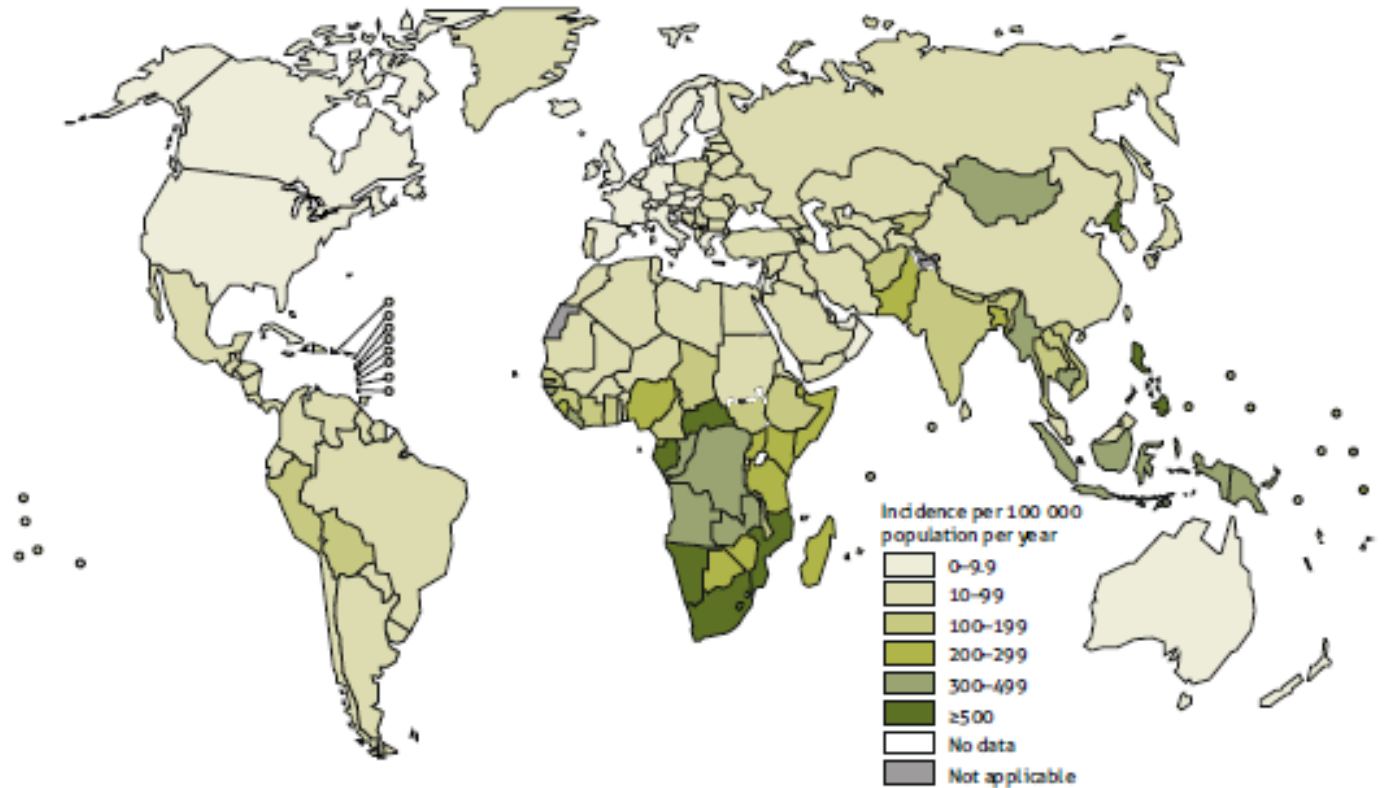 Incidence per 100 000
population per year
0–9.9
10–99
100–199
200–299
300–499
≥500
No data
Not applicable